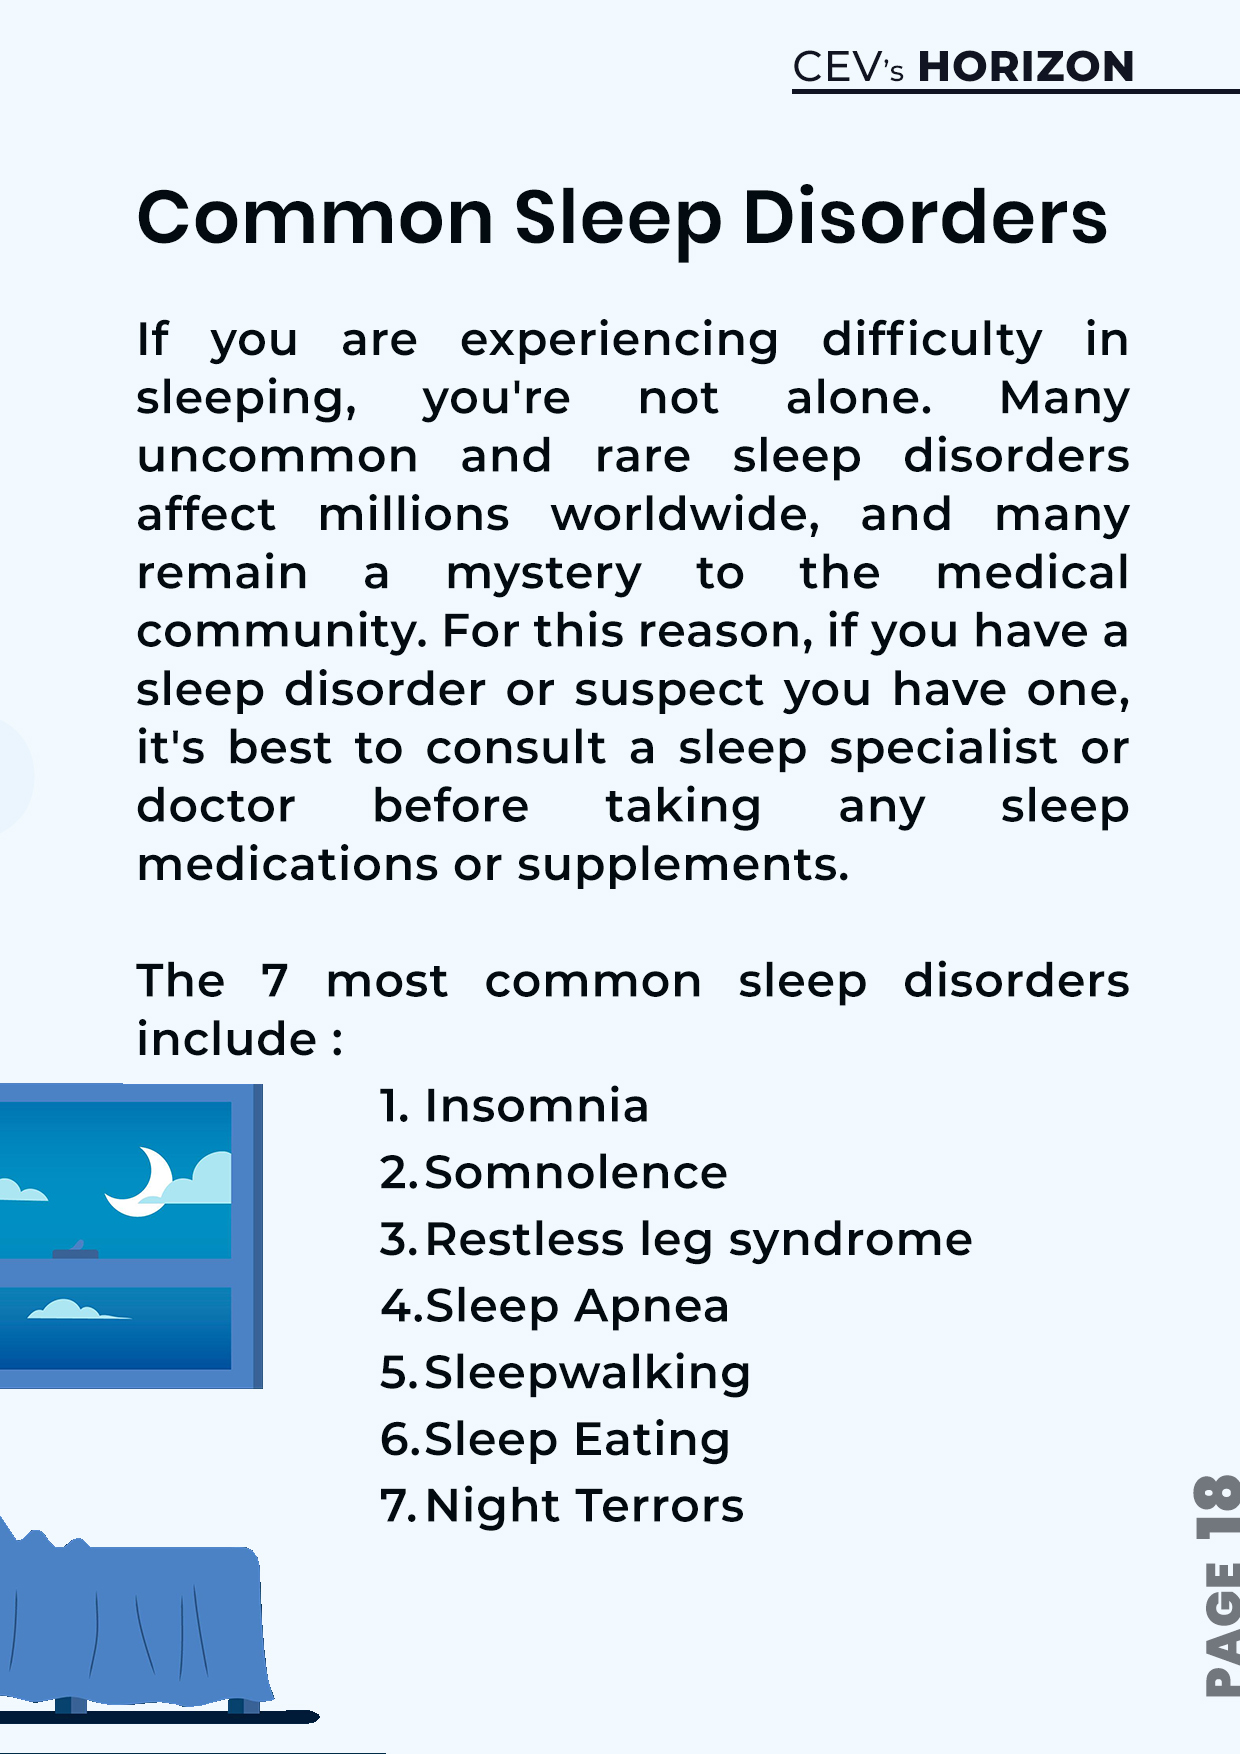 CEV's HORIZON
Common Sleep Disorders
If you are experiencing difficulty in
sleeping, you're not alone. Many
uncommon and rare sleep disorders
affect millions worldwide, and many
remain a mystery to the medical
community. For this reason, if you have a
sleep disorder or suspect you have one,
it's best to consult a sleep specialist or
doctor before taking any sleep
medications or supplements.
The 7 most common sleep disorders
include :
1. Insomnia
2. Somnolence
3. Restless leg syndrome
4. Sleep Apnea
5. Sleepwalking
6. Sleep Eating
7. Night Terrors
PAGE 18